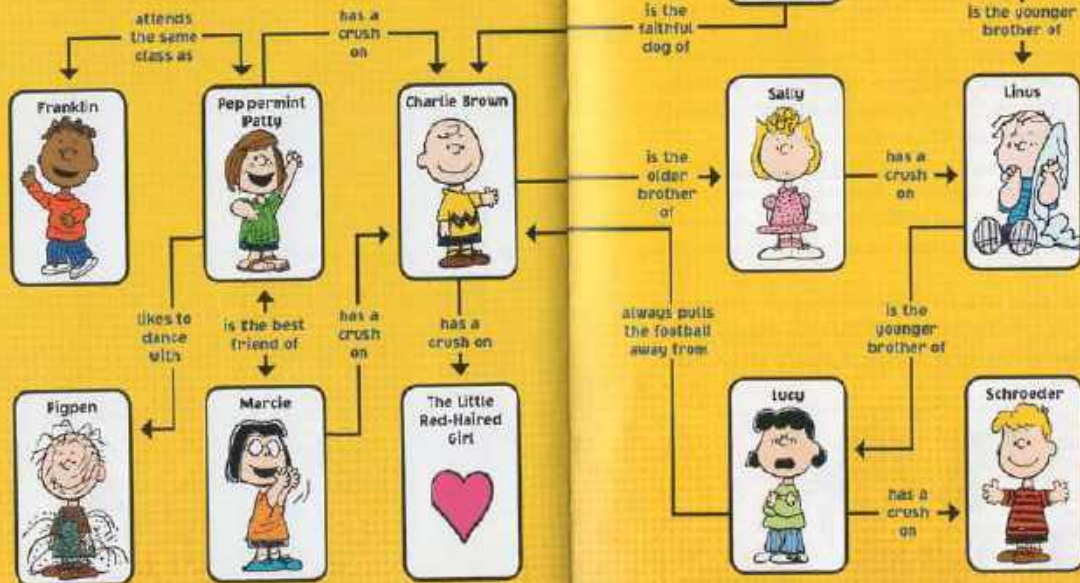 attends
the same
class as
has a
crush
on
is the
faithful
dog of
is the younger
brother of
Franklin
Peppermint
Patty
Charlie Brown
Sally
Linus
is the
older
brother
of
has a
crush
on
likes to
dance
with
is the best
friend of
has a
crush
on
has a
crush on
always pulls
the football
away from
is the
younger
brother of
Pigpen
Marcie
The Little
Red-Haired
Girl
Lucy
Schroeder
has a
crush
on